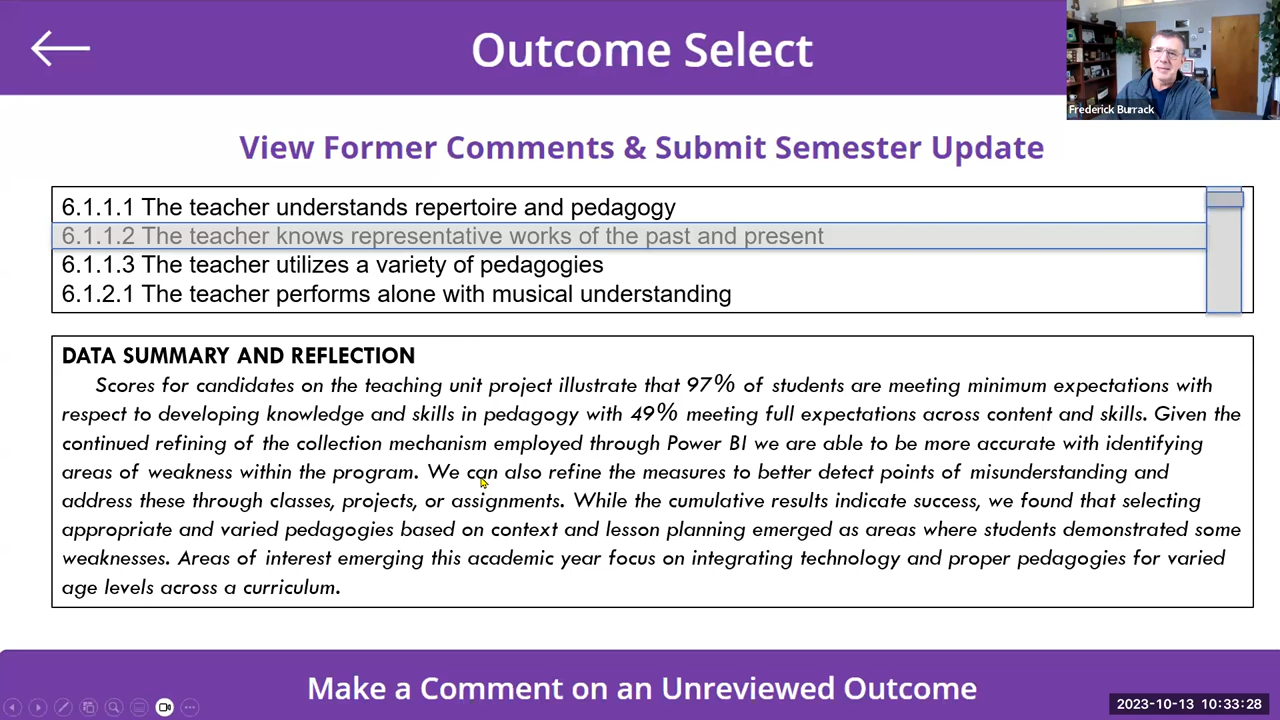 Outcome Select
Frederick Burrack
View Former Comments & Submit Semester Update
6.1.1.1 The teacher understands repertoire and pedagogy
6.1.1.2 The teacher knows representative works of the past and present
6.1.1.3 The teacher utilizes a variety of pedagogies
6.1.2.1 The teacher performs alone with musical understanding
DATA SUMMARY AND REFLECTION
Scores for candidates on the teaching unit project illustrate that 97% of students are meeting minimum expectations with
respect to developing knowledge and skills in pedagogy with 49% meeting full expectations across content and skills. Given the
continued refining of the collection mechanism employed through Power BI we are able to be more accurate with identifying
areas of weakness within the program. We can also refine the measures to better detect points of misunderstanding and
address these through classes, projects, or assignments. While the cumulative results indicate success, we found that selecting
appropriate and varied pedagogies based on context and lesson planning emerged as areas where students demonstrated some
weaknesses. Areas of interest emerging this academic year focus on integrating technology and proper pedagogies for varied
age levels across a curriculum.
Make a Comment on an Unreviewed Outcome
2023-10-13 10:33:28